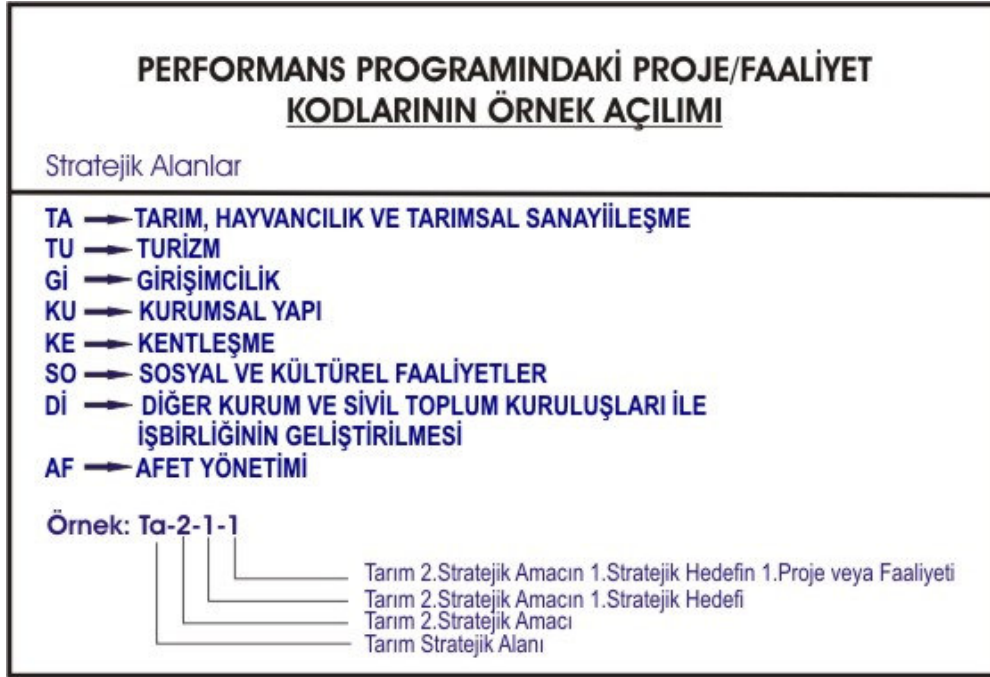 PERFORMANS PROGRAMINDAKİ PROJE/FAALİYET
KODLARININ ÖRNEK AÇILIMI
Stratejik Alanlar
TA → TARIM, HAYVANCILIK VE TARIMSAL SANAYİİLEŞME
TU → TURİZM
Gİ → GİRİŞİMCİLİK
KU → KURUMSAL YAPI
KE → KENTLEŞME
SO → SOSYAL VE KÜLTÜREL FAALİYETLER
Dİ → DİĞER KURUM VE SİVİL TOPLUM KURULUŞLARI İLE
İŞBİRLİĞİNİN GELİŞTİRİLMESİ
AF → AFET YÖNETİMİ
Örnek: Ta-2-1-1
Tarım 2.Stratejik Amacın 1.Stratejik Hedefin 1.Proje veya Faaliyeti
Tarım 2.Stratejik Amacın 1.Stratejik Hedefi
Tarım 2.Stratejik Amacı
Tarım Stratejik Alanı